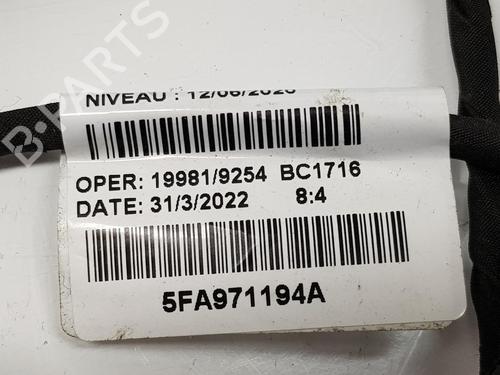 NIVEAU : 12/06/2020
OPER: 19981/9254 BC1716
DATE: 31/3/2022 8:4
5FA971194A
B-PARTS